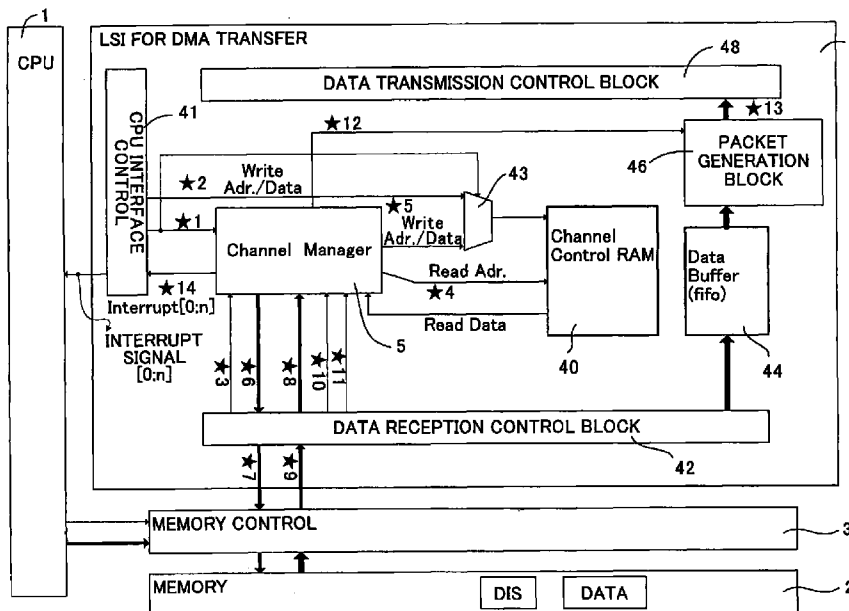 1
CPU
LSI FOR DMA TRANSFER
48
DATA TRANSMISSION CONTROL BLOCK
41
CPU INTERFACE
CONTROL
★12
★13
46
PACKET
GENERATION
BLOCK
★2
Write
Adr./Data
43
★1
★5
Write
Adr./Data
Channel Manager
Channel
Control RAM
Data
Buffer
(fifo)
★14
Interrupt[0;n]
Read Adr.
★4
Read Data
INTERRUPT
SIGNAL
[0;n]
5
40
44
★3
★6
★8
★10
★11
DATA RECEPTION CONTROL BLOCK
42
★7
★9
MEMORY CONTROL
3
MEMORY
DIS
DATA
2